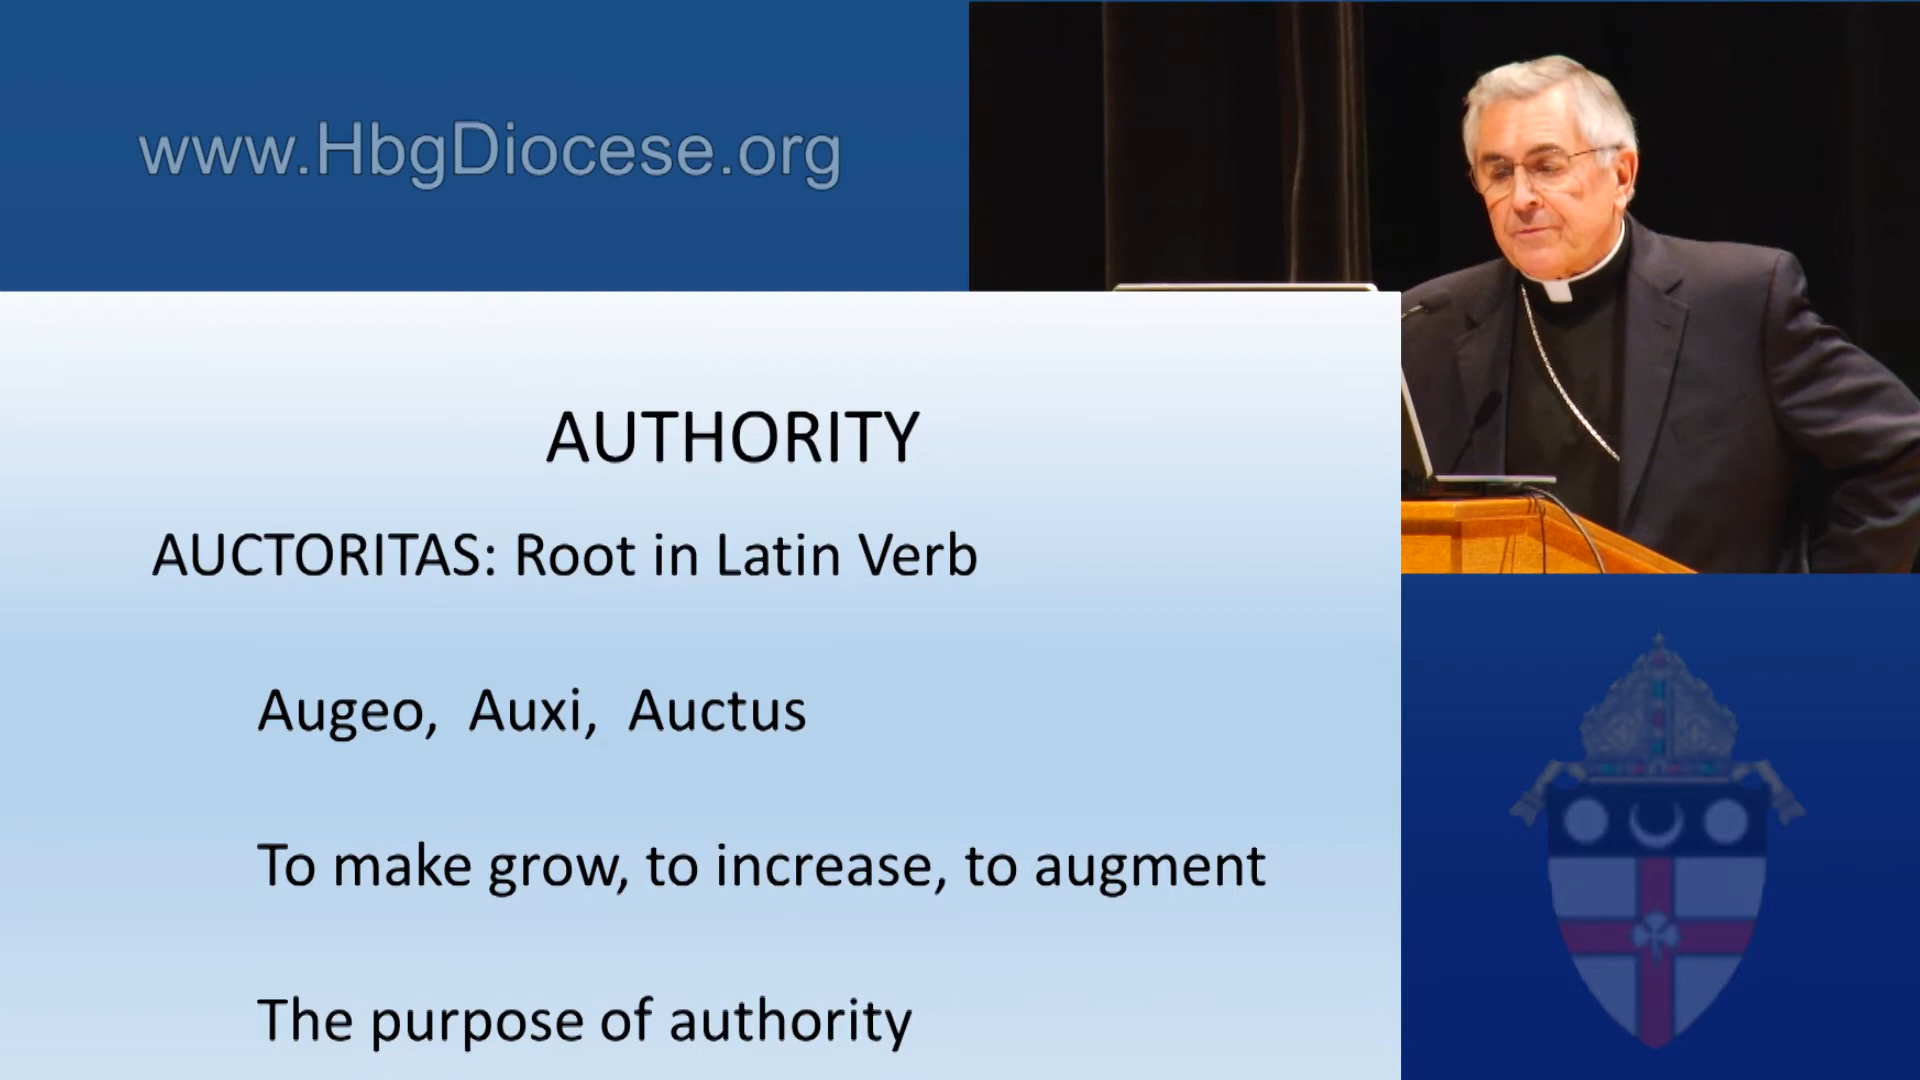 www.HbgDiocese.org
AUTHORITY
AUCTORITAS: Root in Latin Verb
Augeo, Auxi, Auctus
To make grow, to increase, to augment
The purpose of authority